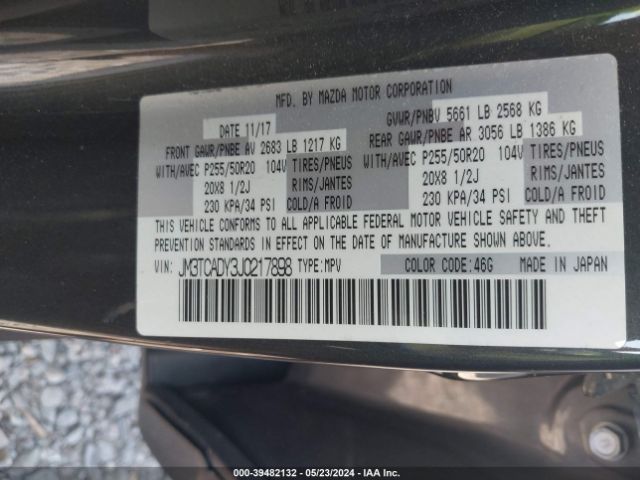 MFD. BY MAZDA MOTOR CORPORATION
DATE 11/17 GVWR/PNBV 5661 LB 2568 KG
FRONT GAWR/PNBE AV 2683 LB 1217 KG REAR GAWR/PNBE AR 3056 LB 1386 KG
WITH/AVEC P255/50R20 104V TIRES/PNEUS WITH/AVEC P255/50R20 104V TIRES/PNEUS
20X8 1/2J RIMS/JANTES 20X8 1/2J RIMS/JANTES
230 KPA/34 PSI COLD/A FROID 230 KPA/34 PSI COLD/A FROID
THIS VEHICLE CONFORMS TO ALL APPLICABLE FEDERAL MOTOR VEHICLE SAFETY AND THEFT
PREVENTION STANDARDS IN EFFECT ON THE DATE OF MANUFACTURE SHOWN ABOVE.
VIN: JM3TCADY3J0217898 TYPE:MPV COLOR CODE:46G MADE IN JAPAN
000-39482132 - 05/23/2024 - IAA Inc.